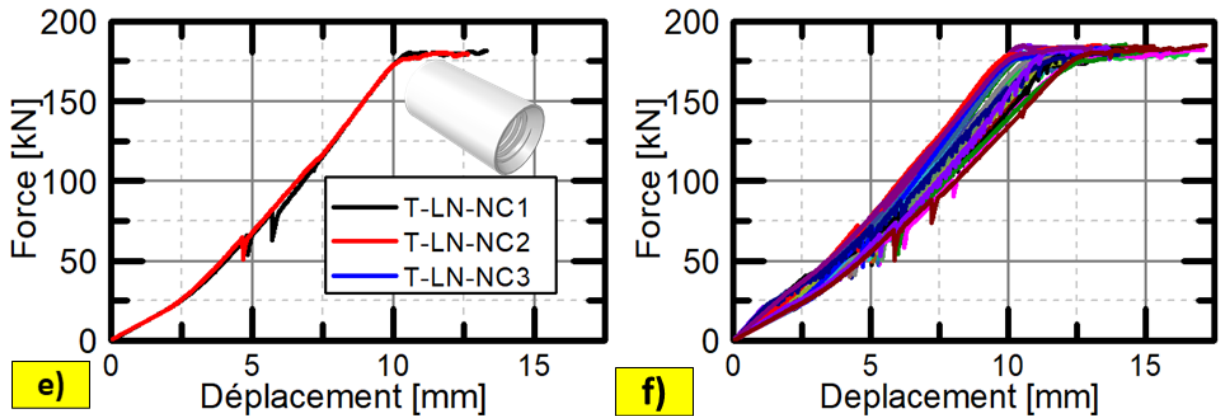 200
150
100
50
0
Force [kN]
T-LN-NC1
T-LN-NC2
T-LN-NC3
0 5 10 15
Déplacement [mm]
e)
200
150
100
50
0
Force [kN]
0 5 10 15
Deplacement [mm]
f)